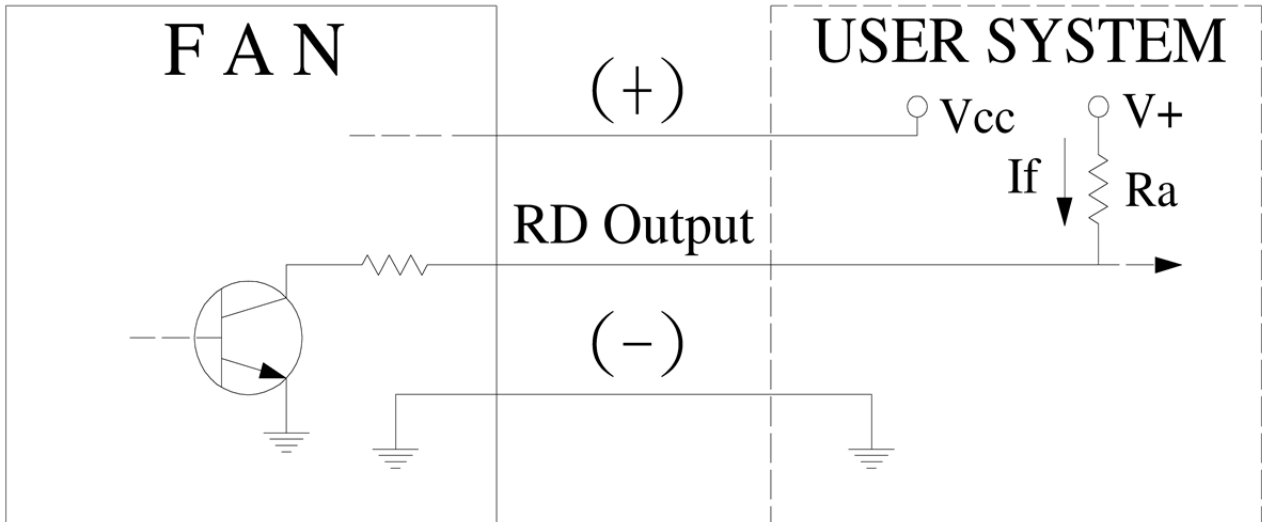 F A N
USER SYSTEM
(+)
Vcc
V+
If
Ra
RD Output
(-)